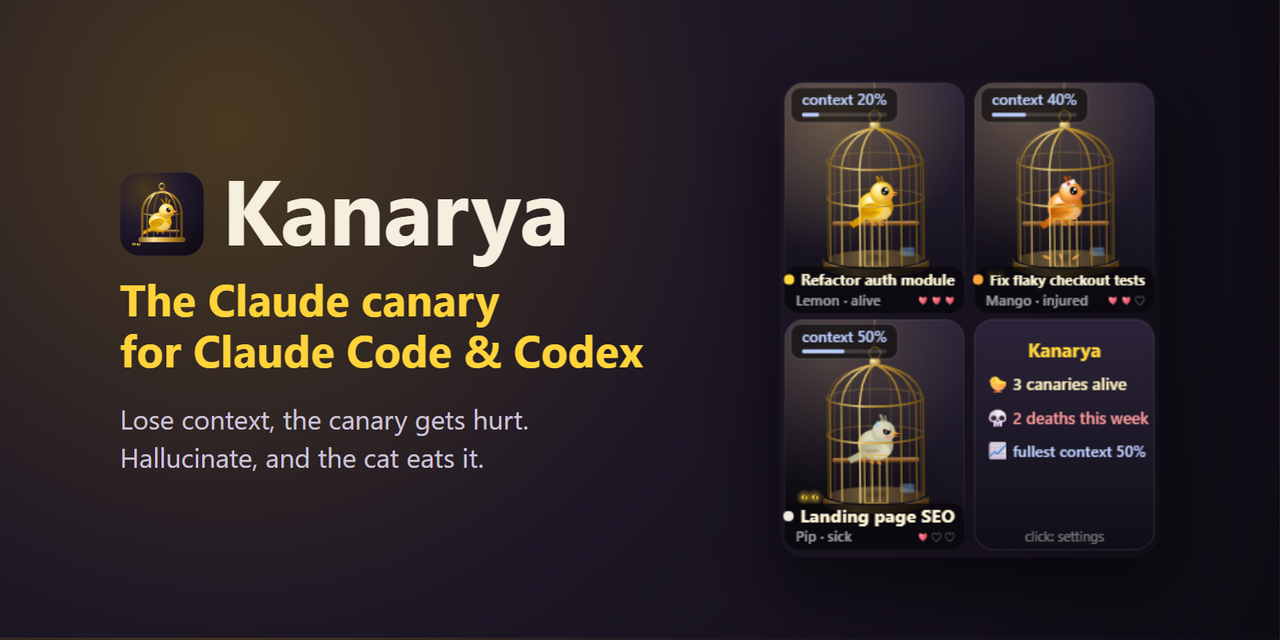 Kanarya
The Claude canary
for Claude Code & Codex
Lose context, the canary gets hurt.
Hallucinate, and the cat eats it.
context 20%
Refactor auth module
Lemon · alive
context 40%
Fix flaky checkout tests
Mango · injured
context 50%
Landing page SEO
Pip · sick
Kanarya
3 canaries alive
2 deaths this week
fullest context 50%
click: settings